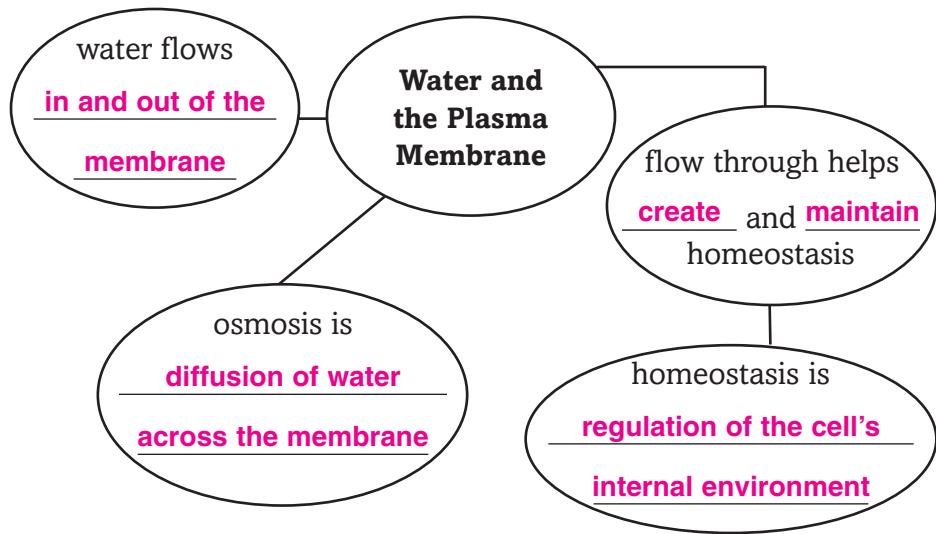 water flows
in and out of the
membrane
Water and
the Plasma
Membrane
flow through helps
create and maintain
homeostasis
osmosis is
diffusion of water
across the membrane
homeostasis is
regulation of the cell's
internal environment